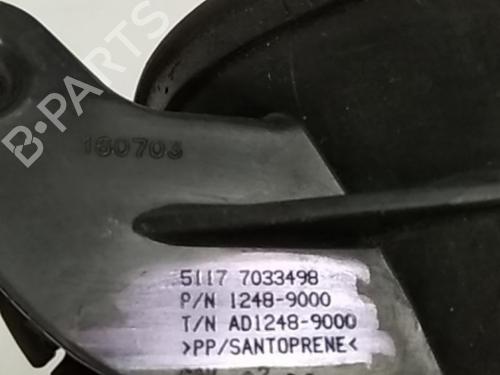 B-PARTS
180703
5117 7033498
P/N 1248-9000
T/N AD1248-9000
>PP/SANTOPRENE<